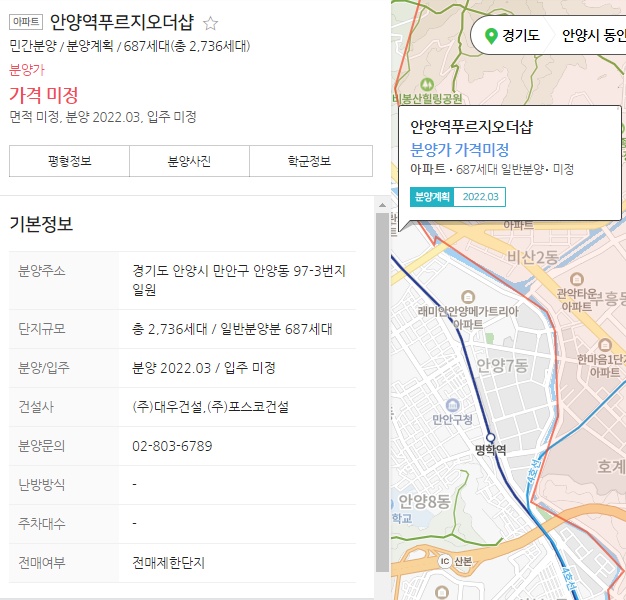 아파트 안양역푸르지오더샵
민간분양 / 분양계획 / 687세대(총 2,736세대)
분양가
가격 미정
면적 미정, 분양 2022.03, 입주 미정
평형정보 분양사진 학군정보
기본정보
분양주소 경기도 안양시 만안구 안양동 97-3번지
일원
단지규모 총 2,736세대 / 일반분양분 687세대
분양/입주 분양 2022.03 / 입주 미정
건설사 (주)대우건설,(주)포스코건설
분양문의 02-803-6789
난방방식 -
주차대수 -
전매여부 전매제한단지
경기도 안양시 동안
비봉산힐링공원
안양역푸르지오더샵
분양가 가격미정
아파트 · 687세대 일반분양 · 미정
분양계획 2022.03
아파트
비산2동
관악타운
아파트
부흥동
래미안안양메가트리아
아파트
한마음1단지
아파트
안양7동
만안구청
명학역
호계
4호선
안양8동
학교
IC 산본
4호선